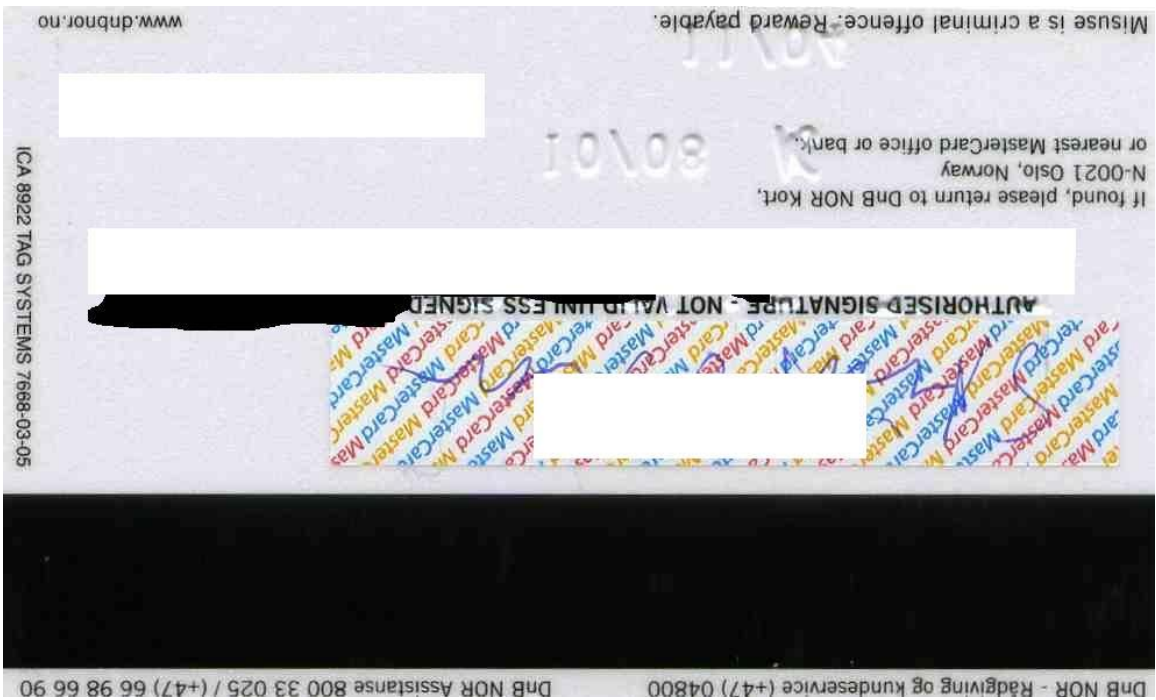 DnB NOR - Radgivning og kundeservice (+47) 04800
DnB NOR Assistanse 800 33 025 / (+47) 66 98 66 90
AUTHORISED SIGNATURE - NOT VALID UNLESS SIGNED
If found, please return to DnB NOR Kort,
N-0021 Oslo, Norway
or nearest MasterCard office or bank.
10/08
11/04
Misuse is a criminal offence. Reward payable.
www.dnbnor.no
ICA 8922 TAG SYSTEMS 7668-03-05